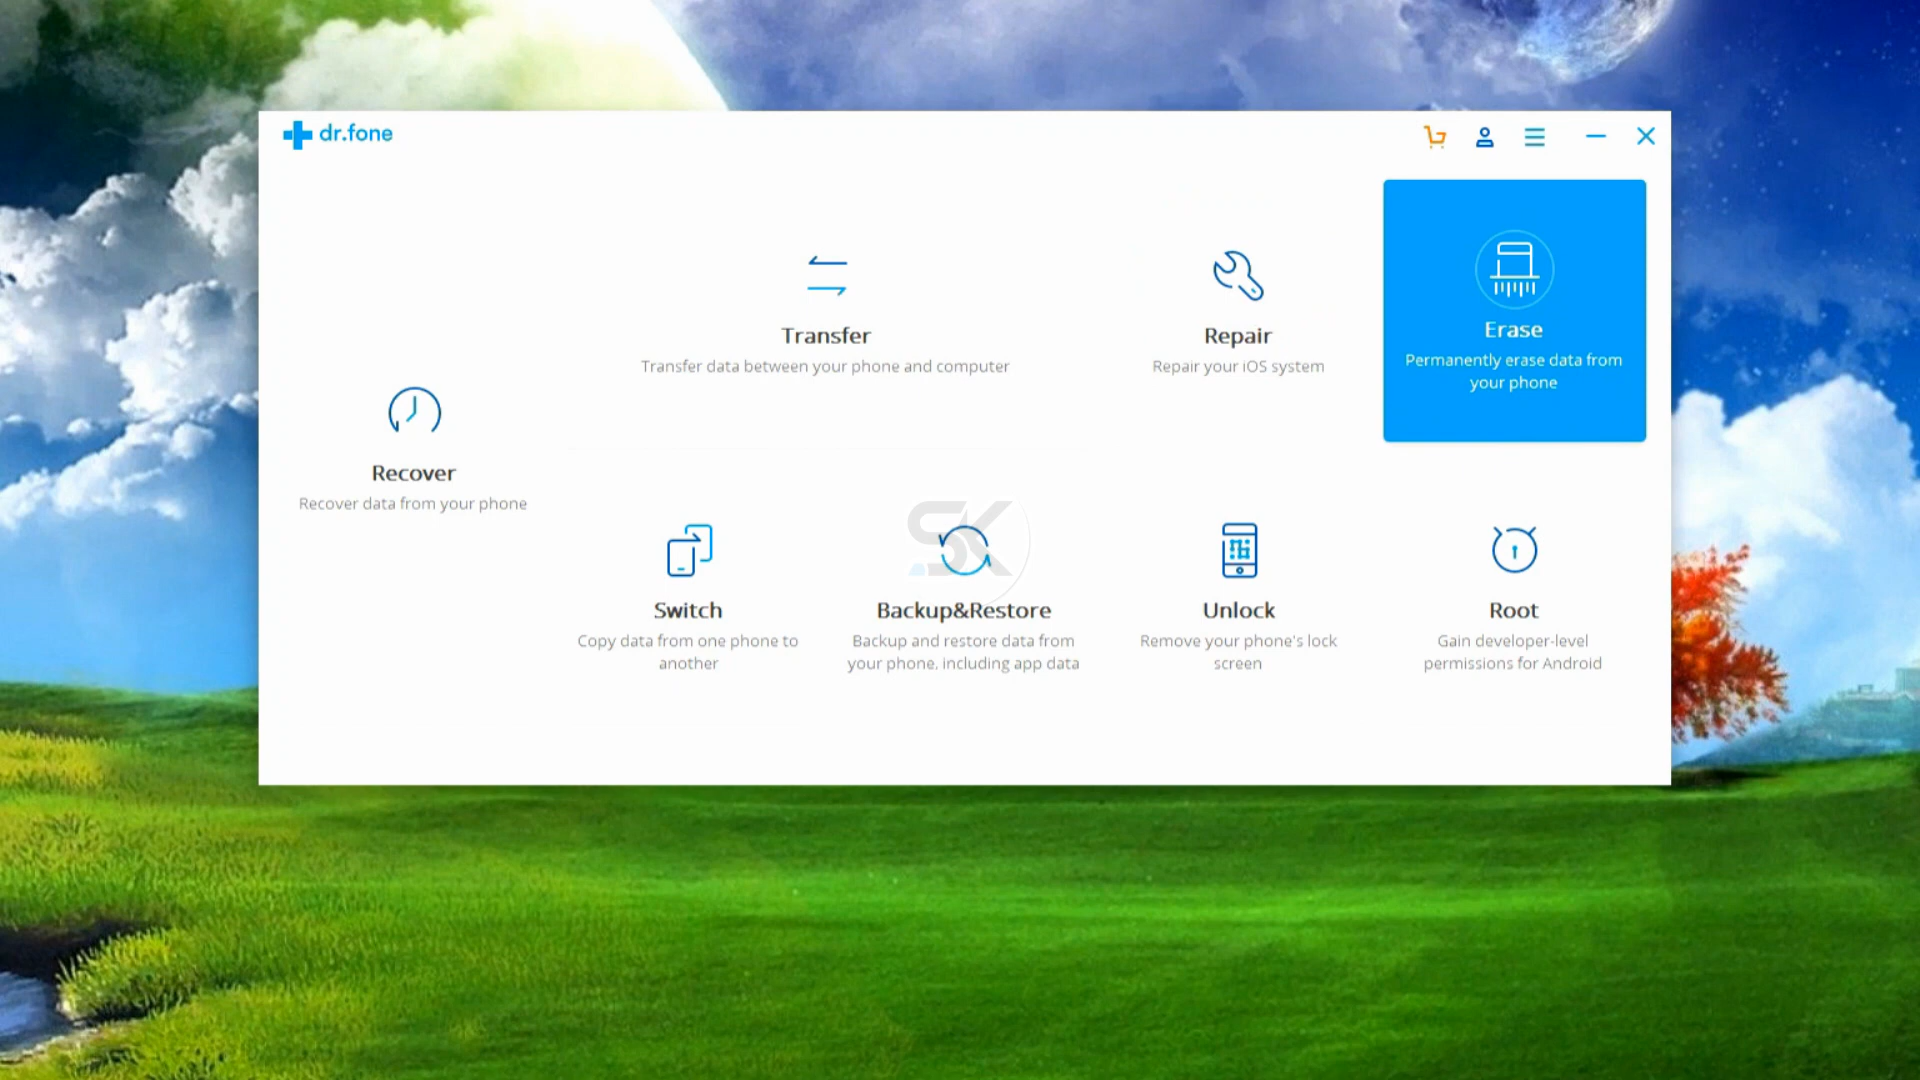 dr.fone
Transfer
Transfer data between your phone and computer
Repair
Repair your iOS system
Erase
Permanently erase data from
your phone
Recover
Recover data from your phone
SK
Switch
Copy data from one phone to
another
Backup&Restore
Backup and restore data from
your phone, including app data
Unlock
Remove your phone's lock
screen
Root
Gain developer-level
permissions for Android